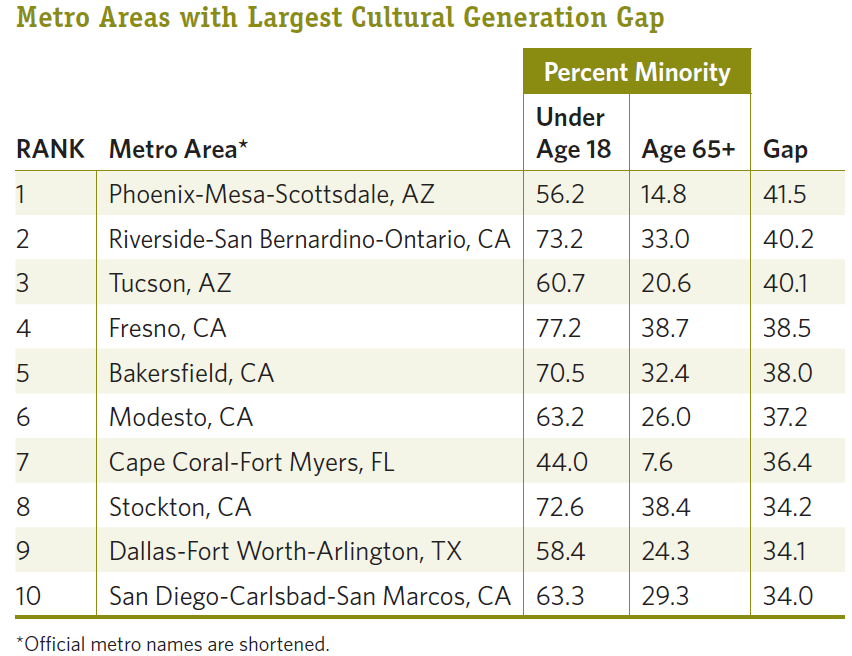 Metro Areas with Largest Cultural Generation Gap
Percent Minority
RANK Metro Area* Under Age 18 Age 65+ Gap
1 Phoenix-Mesa-Scottsdale, AZ 56.2 14.8 41.5
2 Riverside-San Bernardino-Ontario, CA 73.2 33.0 40.2
3 Tucson, AZ 60.7 20.6 40.1
4 Fresno, CA 77.2 38.7 38.5
5 Bakersfield, CA 70.5 32.4 38.0
6 Modesto, CA 63.2 26.0 37.2
7 Cape Coral-Fort Myers, FL 44.0 7.6 36.4
8 Stockton, CA 72.6 38.4 34.2
9 Dallas-Fort Worth-Arlington, TX 58.4 24.3 34.1
10 San Diego-Carlsbad-San Marcos, CA 63.3 29.3 34.0
*Official metro names are shortened.